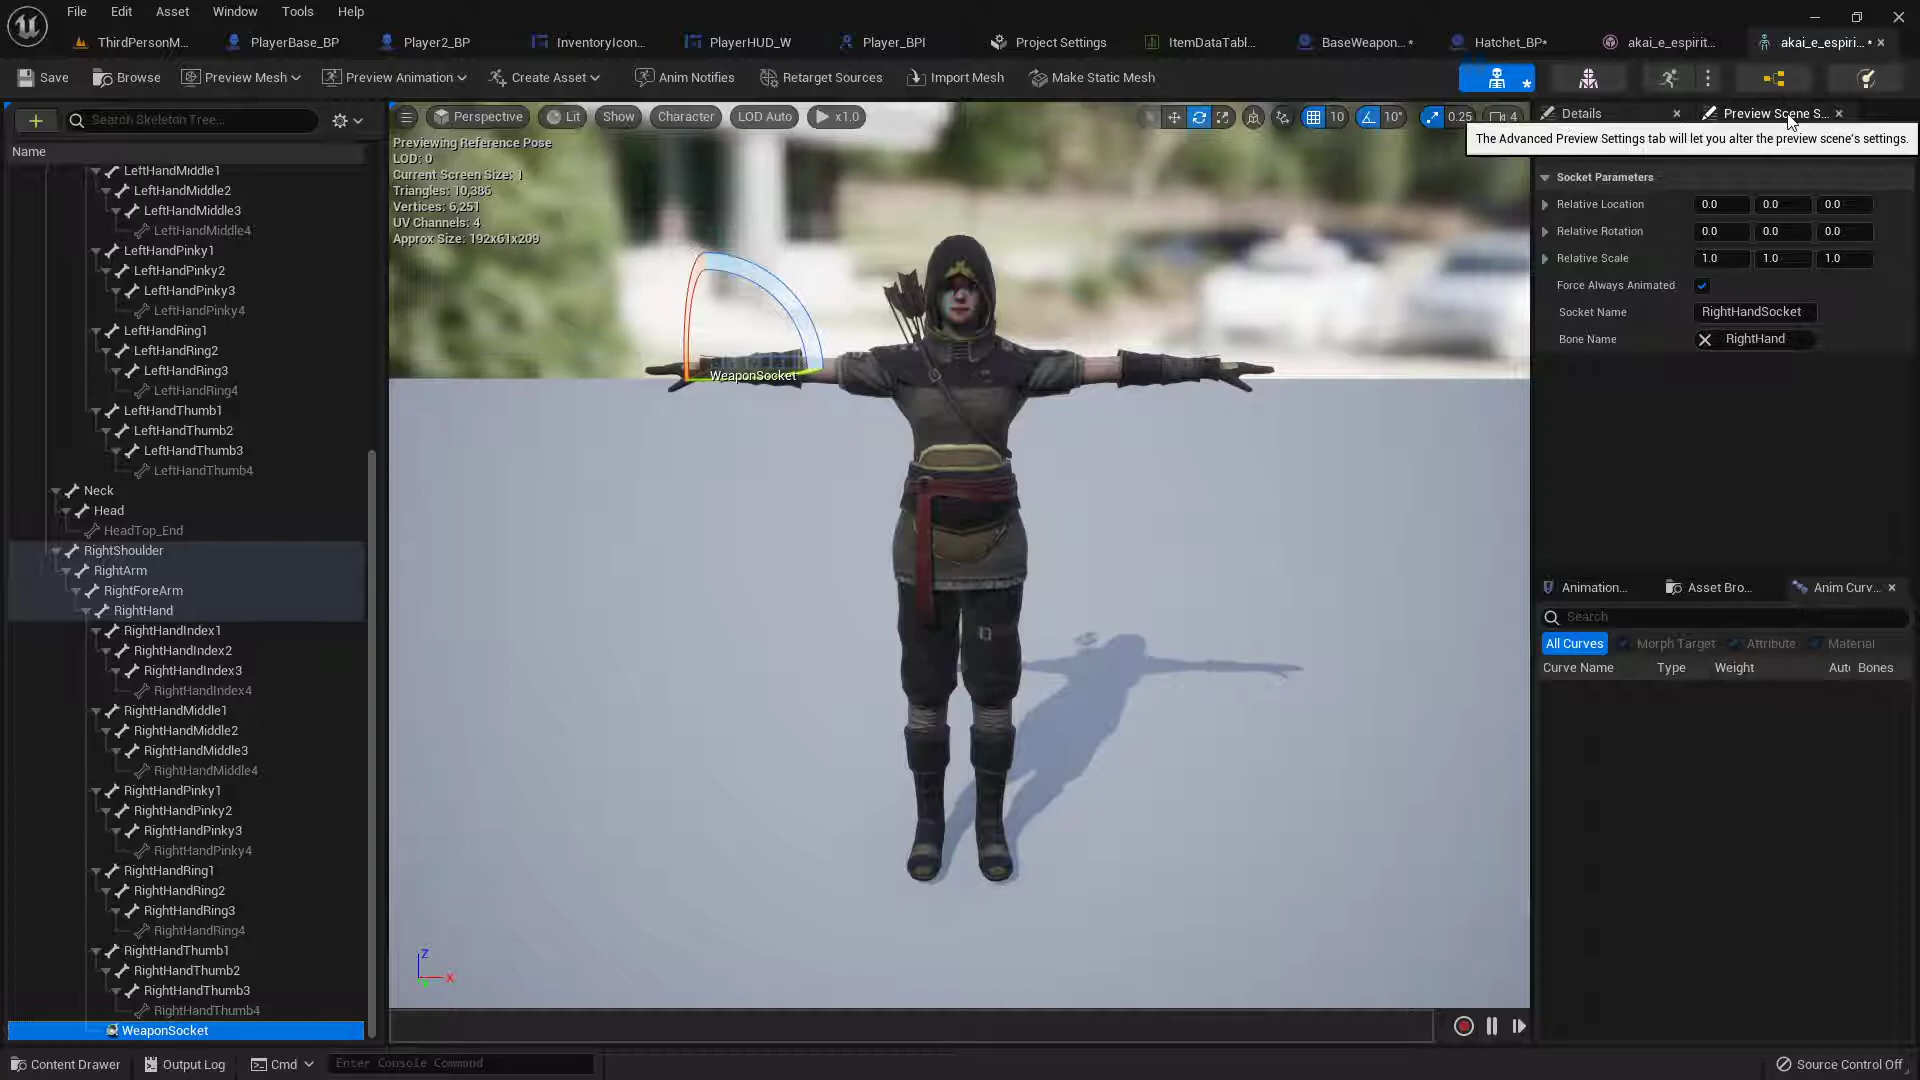 File Edit Asset Window Tools Help
ThirdPersonM... PlayerBase_BP Player2_BP InventoryIcon... PlayerHUD_W Player_BPI Project Settings ItemDataTabl... BaseWeapon...* Hatchet_BP* akai_e_espirit... akai_e_espiri...*
Save Browse Preview Mesh Preview Animation Create Asset Anim Notifies Retarget Sources Import Mesh Make Static Mesh
Search Skeleton Tree...
Perspective Lit Show Character LOD Auto x1.0 10 10° 0.25 4
Details Preview Scene S...
The Advanced Preview Settings tab will let you alter the preview scene's settings.
Name
LeftHandMiddle1
LeftHandMiddle2
LeftHandMiddle3
LeftHandMiddle4
LeftHandPinky1
LeftHandPinky2
LeftHandPinky3
LeftHandPinky4
LeftHandRing1
LeftHandRing2
LeftHandRing3
LeftHandRing4
LeftHandThumb1
LeftHandThumb2
LeftHandThumb3
LeftHandThumb4
Neck
Head
HeadTop_End
RightShoulder
RightArm
RightForeArm
RightHand
RightHandIndex1
RightHandIndex2
RightHandIndex3
RightHandIndex4
RightHandMiddle1
RightHandMiddle2
RightHandMiddle3
RightHandMiddle4
RightHandPinky1
RightHandPinky2
RightHandPinky3
RightHandPinky4
RightHandRing1
RightHandRing2
RightHandRing3
RightHandRing4
RightHandThumb1
RightHandThumb2
RightHandThumb3
RightHandThumb4
WeaponSocket
Previewing Reference Pose
LOD: 0
Current Screen Size: 1
Triangles: 10,386
Vertices: 6,251
UV Channels: 4
Approx Size: 192x61x209
WeaponSocket
Z
X
Socket Parameters
Relative Location 0.0 0.0 0.0
Relative Rotation 0.0 0.0 0.0
Relative Scale 1.0 1.0 1.0
Force Always Animated
Socket Name RightHandSocket
Bone Name RightHand
Animation... Asset Bro... Anim Curv...
Search
All Curves Morph Target Attribute Material
Curve Name Type Weight Aut Bones
Content Drawer Output Log Cmd Enter Console Command Source Control Off